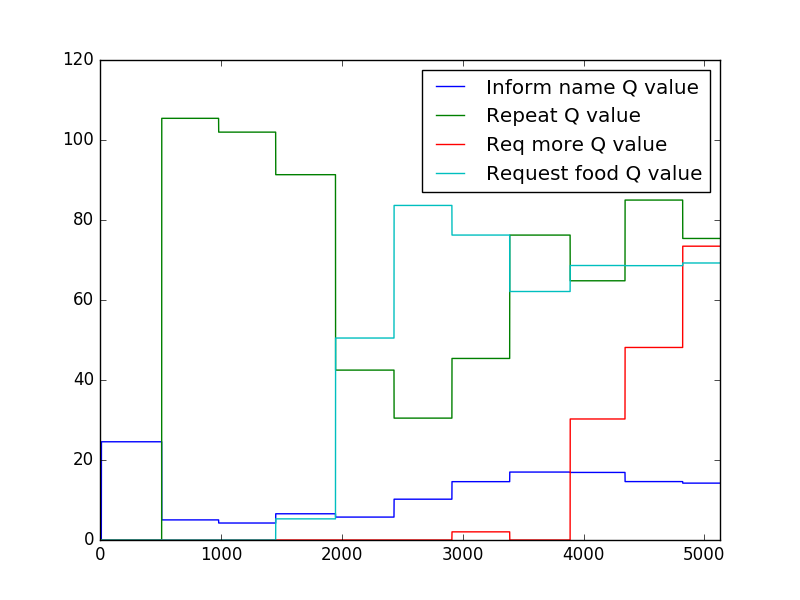 120
100
80
60
40
20
0
0 1000 2000 3000 4000 5000
Inform name Q value
Repeat Q value
Req more Q value
Request food Q value